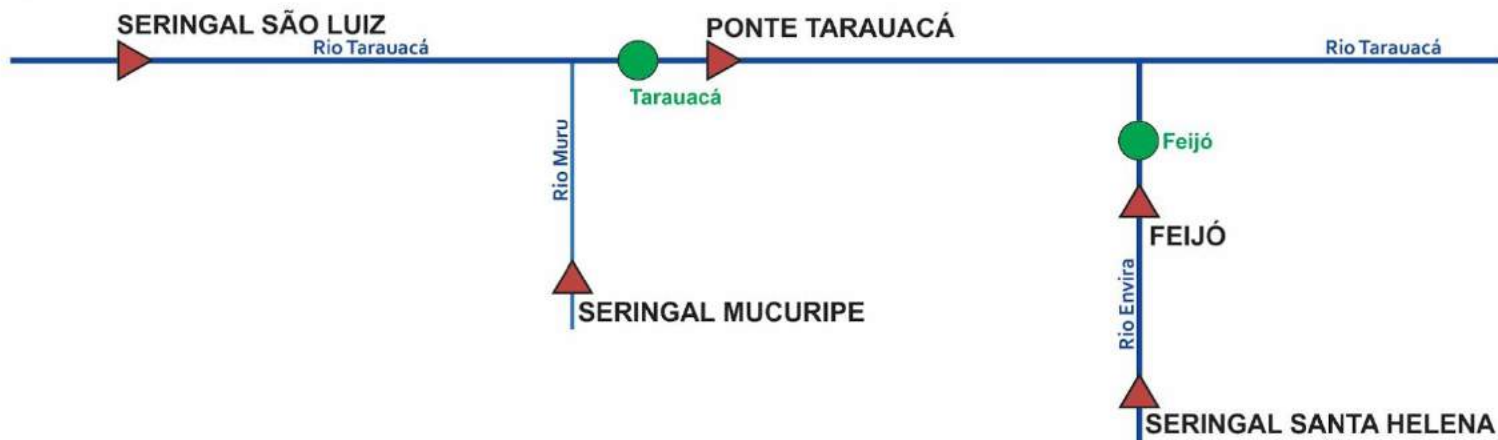 SERINGAL SÃO LUIZ
Rio Tarauacá
PONTE TARAUACÁ
Rio Tarauacá
Tarauacá
Rio Muru
Feijó
FEIJÓ
SERINGAL MUCURIPE
Rio Envira
SERINGAL SANTA HELENA